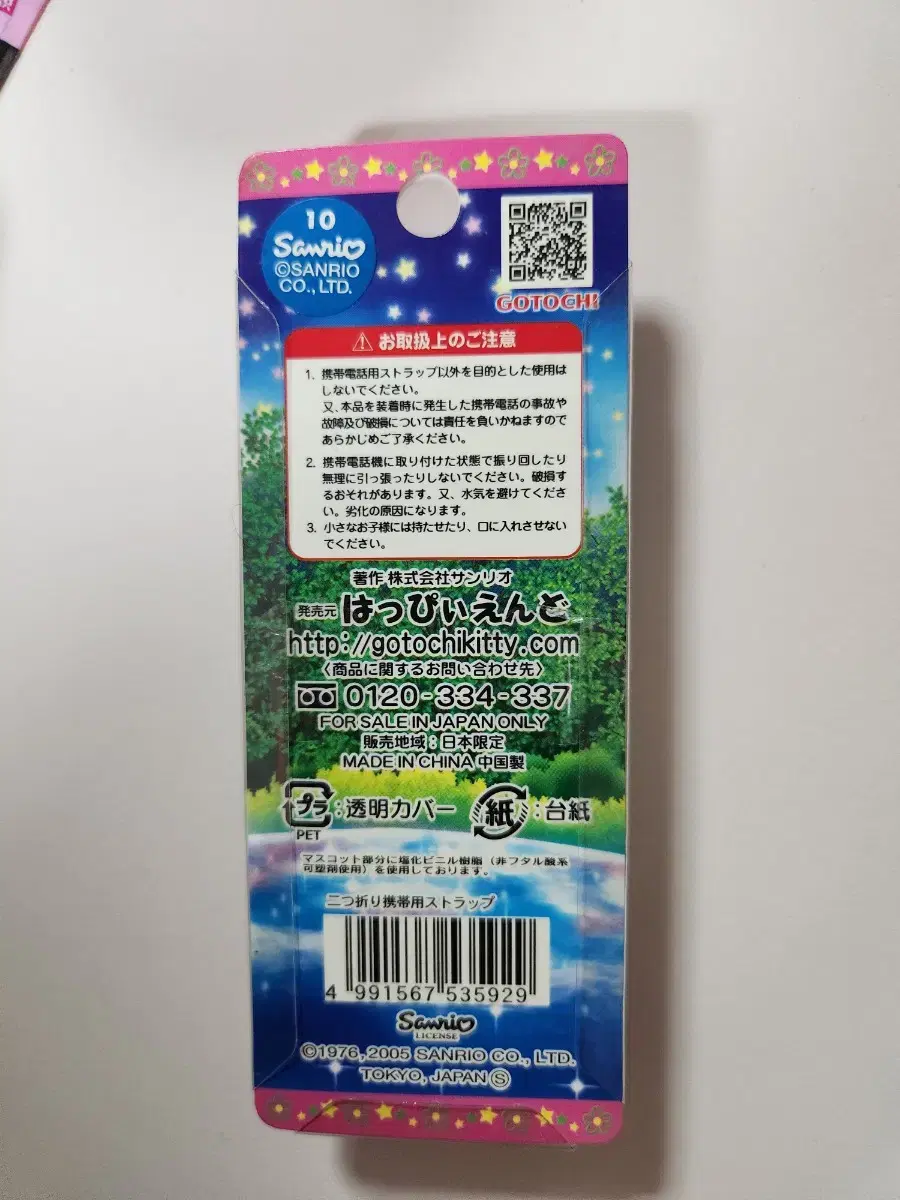 10
Sanrio
©SANRIO
CO., LTD.
GOTOCHI
お取扱上のご注意
1. 携帯電話用ストラップ以外を目的とした使用は
しないでください。
又、本品を装着時に発生した携帯電話の事故や
故障及び破損については責任を負いかねますので
あらかじめご了承ください。
2. 携帯電話機に取り付けた状態で振り回したり
無理に引っ張ったりしないでください。破損す
るおそれがあります。又、水気を避けてくださ
い。劣化の原因になります。
3. 小さなお子様には持たせたり、口に入れさせない
でください。
著作 株式会社サンリオ
発売元 はっぴぃえんど
http://gotochikitty.com
〈商品に関するお問い合わせ先〉
0120-334-337
FOR SALE IN JAPAN ONLY
販売地域:日本限定
MADE IN CHINA 中国製
プラ:透明カバー 紙:台紙
PET
マスコット部分に塩化ビニル樹脂(非フタル酸系
可塑剤使用)を使用しております。
二つ折り携帯用ストラップ
4 991567 535929
Sanrio
LICENSE
©1976, 2005 SANRIO CO., LTD.
TOKYO, JAPAN Ⓢ